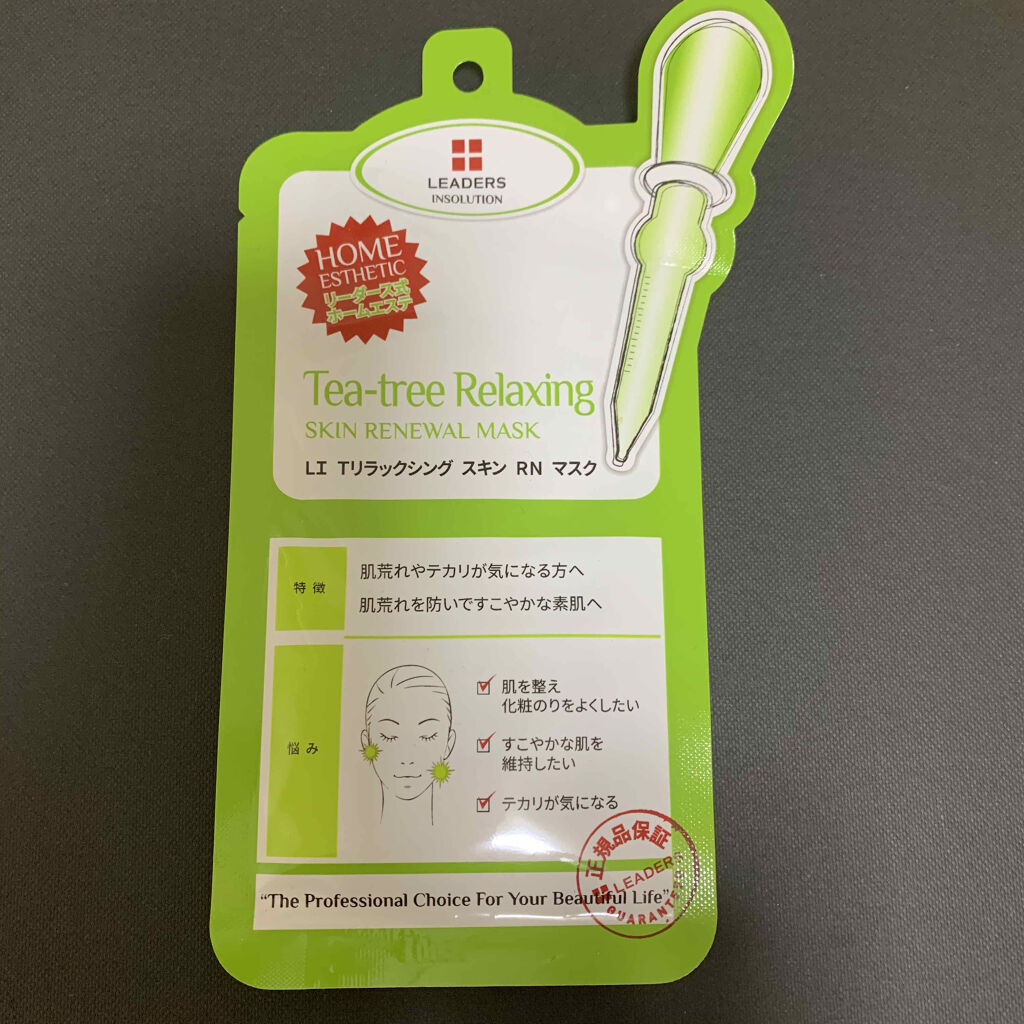 LEADERS
INSOLUTION
HOME
ESTHETIC
リーダース式
ホームエステ
Tea-tree Relaxing
SKIN RENEWAL MASK
LI Tリラックシング スキン RN マスク
特徴
肌荒れやテカリが気になる方へ
肌荒れを防いですこやかな素肌へ
悩み
肌を整え
化粧のりをよくしたい
すこやかな肌を
維持したい
テカリが気になる
正規品保証
LEADERS
GUARANTEED
“The Professional Choice For Your Beautiful Life”